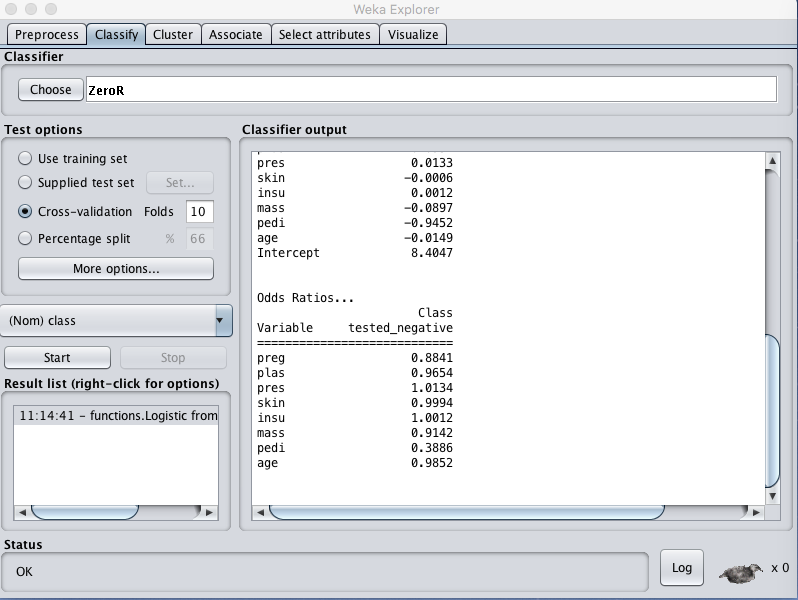 Weka Explorer
Preprocess Classify Cluster Associate Select attributes Visualize
Classifier
Choose ZeroR
Test options
Use training set
Supplied test set Set...
Cross-validation Folds 10
Percentage split % 66
More options...
(Nom) class
Start Stop
Result list (right-click for options)
11:14:41 - functions.Logistic from
Classifier output
pres 0.0133
skin -0.0006
insu 0.0012
mass -0.0897
pedi -0.9452
age -0.0149
Intercept 8.4047
Odds Ratios...
Class
Variable tested_negative
============================
preg 0.8841
plas 0.9654
pres 1.0134
skin 0.9994
insu 1.0012
mass 0.9142
pedi 0.3886
age 0.9852
Status
OK
Log
x 0